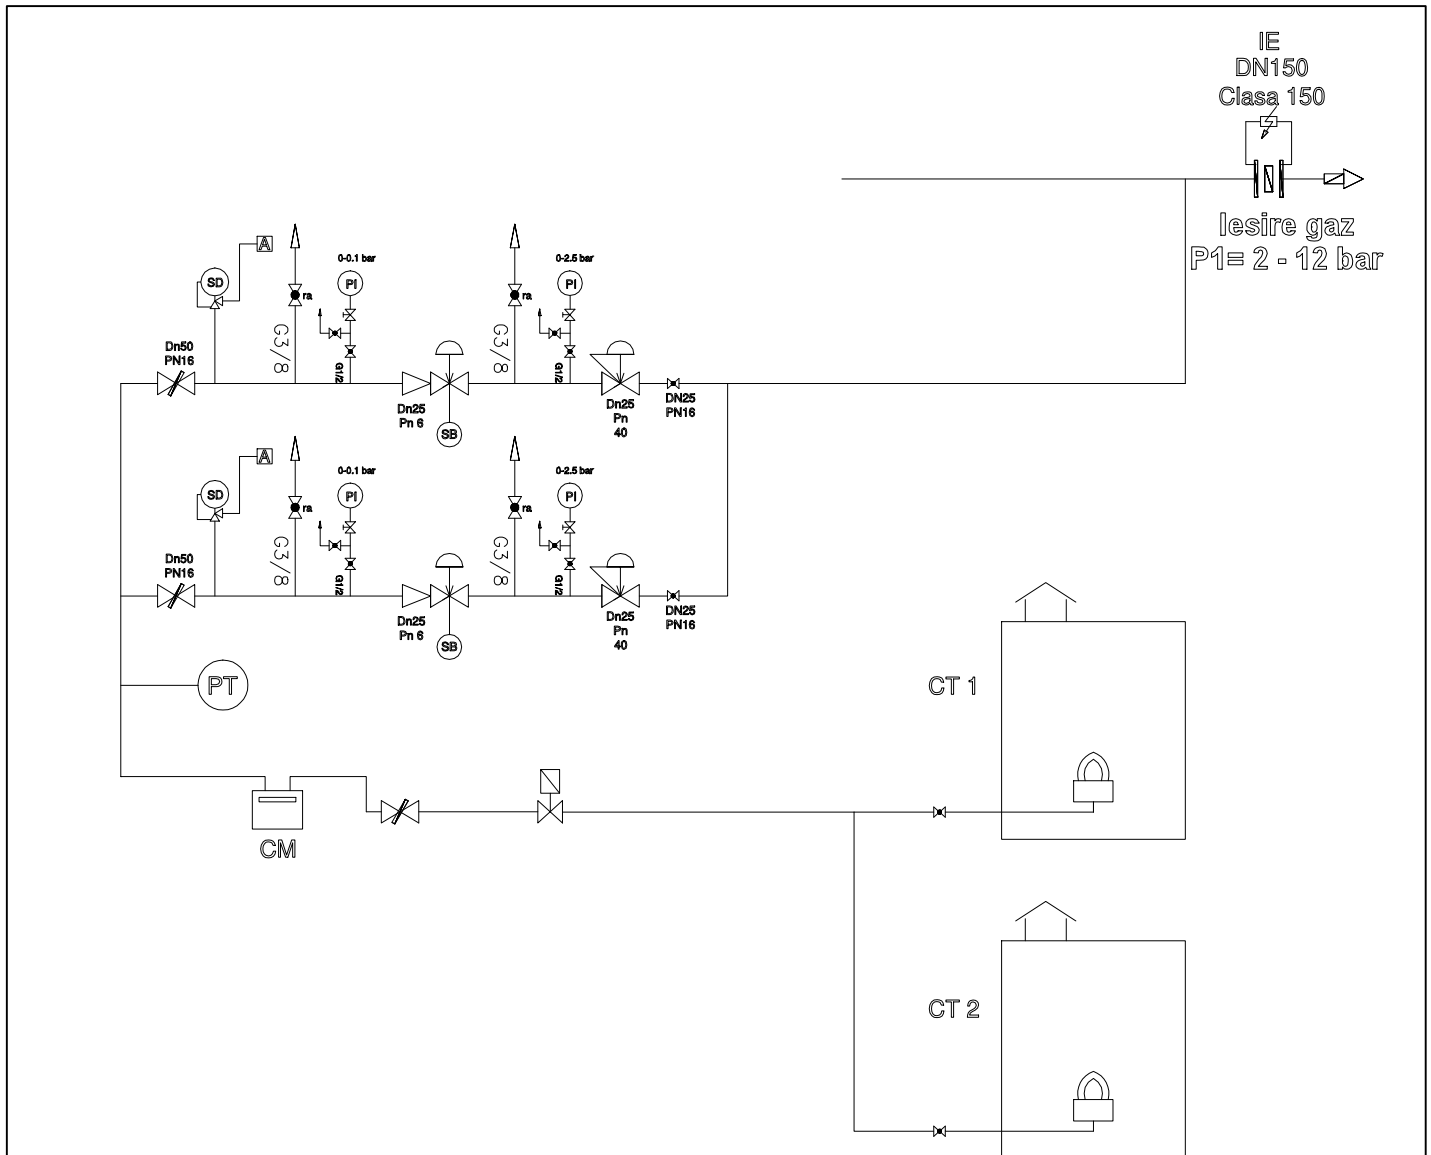 IE
DN150
Clasa 150
Iesire gaz
P1= 2 - 12 bar
A
SD
ra
0-0.1 bar
PI
ra
0-2.5 bar
PI
Dn50
PN16
G3/8
G1/2
G3/8
G1/2
Dn25
Pn 6
SB
Dn25
Pn
40
DN25
PN16
A
SD
ra
0-0.1 bar
PI
ra
0-2.5 bar
PI
Dn50
PN16
G3/8
G1/2
G3/8
G1/2
Dn25
Pn 6
SB
Dn25
Pn
40
DN25
PN16
PT
CT 1
CM
CT 2